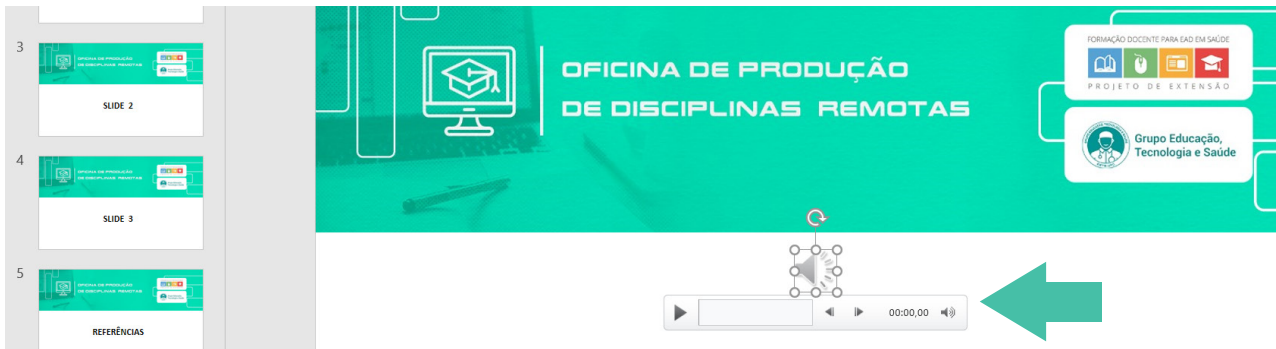 3
OFICINA DE PRODUÇÃO
DE DISCIPLINAS REMOTAS
SLIDE 2
4
OFICINA DE PRODUÇÃO
DE DISCIPLINAS REMOTAS
SLIDE 3
5
OFICINA DE PRODUÇÃO
DE DISCIPLINAS REMOTAS
REFERÊNCIAS
OFICINA DE PRODUÇÃO
DE DISCIPLINAS REMOTAS
FORMAÇÃO DOCENTE PARA EAD EM SAÚDE
PROJETO DE EXTENSÃO
Grupo Educação,
Tecnologia e Saúde
00:00,00